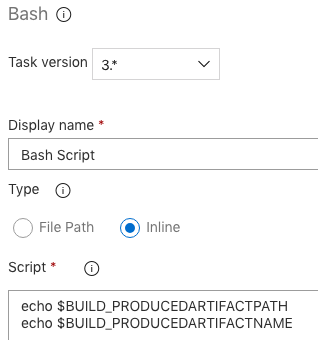 Bash
Task version 3.*
Display name *
Bash Script
Type
File Path Inline
Script *
echo $BUILD_PRODUCEDARTIFACTPATH
echo $BUILD_PRODUCEDARTIFACTNAME